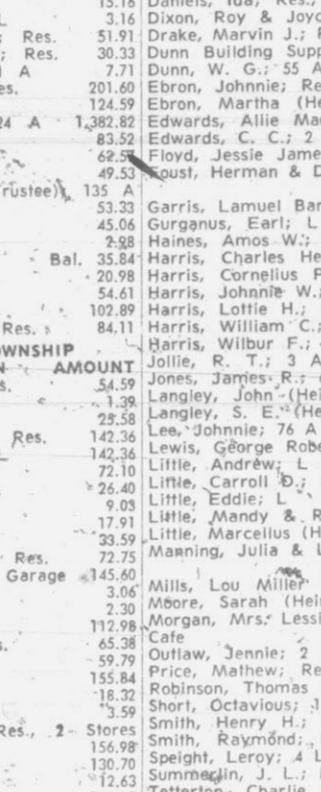 15.16
L 3.16
; Res. 51.91
; Res. 30.33
A 7.71
es. 201.60
124.59
24 A 1,382.82
83.52
62.57
49.53
rustee), 135 A
53.33
45.06
2.98
Bal. 35.84
20.98
54.61
102.89
Res. 84.11
OWNSHIP
N AMOUNT
s. 54.59
1.39
25.58
Res. 142.36
142.36
72.10
26.40
9.03
17.91
33.59
Res. 72.75
Garage 145.60
3.06
2.30
112.98
s. 65.38
59.79
155.84
18.32
3.59
Res., 2 Stores
156.98
130.70
12.63
Daniels, Ida, Res.,
Dixon, Roy & Joyc
Drake, Marvin J.; R
Dunn Building Supp
Dunn, W. G.; 55 A
Ebron, Johnnie; Re
Ebron, Martha (He
Edwards, Allie Mae
Edwards, C. C.; 2
Floyd, Jessie Jame
Foust, Herman & D
Garris, Lamuel Bar
Gurganus, Earl; L
Haines, Amos W.;
Harris, Charles He
Harris, Cornelius F
Harris, Johnnie W.;
Harris, Lottie H.;
Harris, William C.;
Harris, Wilbur F.;
Jollie, R. T.; 3 A
Jones, James R.;
Langley, John (Hei
Langley, S. E. (He
Lee, Johnnie; 76 A
Lewis, George Robe
Little, Andrew; L
Little, Carroll D.;
Little, Eddie; L
Little, Mandy & R
Little, Marcellus (H
Manning, Julia & L
Mills, Lou Miller
Moore, Sarah (Hei
Morgan, Mrs. Lessi
Cafe
Outlaw, Jennie; 2
Price, Mathew; Re
Robinson, Thomas
Short, Octavious; 1
Smith, Henry H.;
Smith, Raymond;
Speight, Leroy; 4 L
Summerlin, J. L.;
Tetterton, Charlie